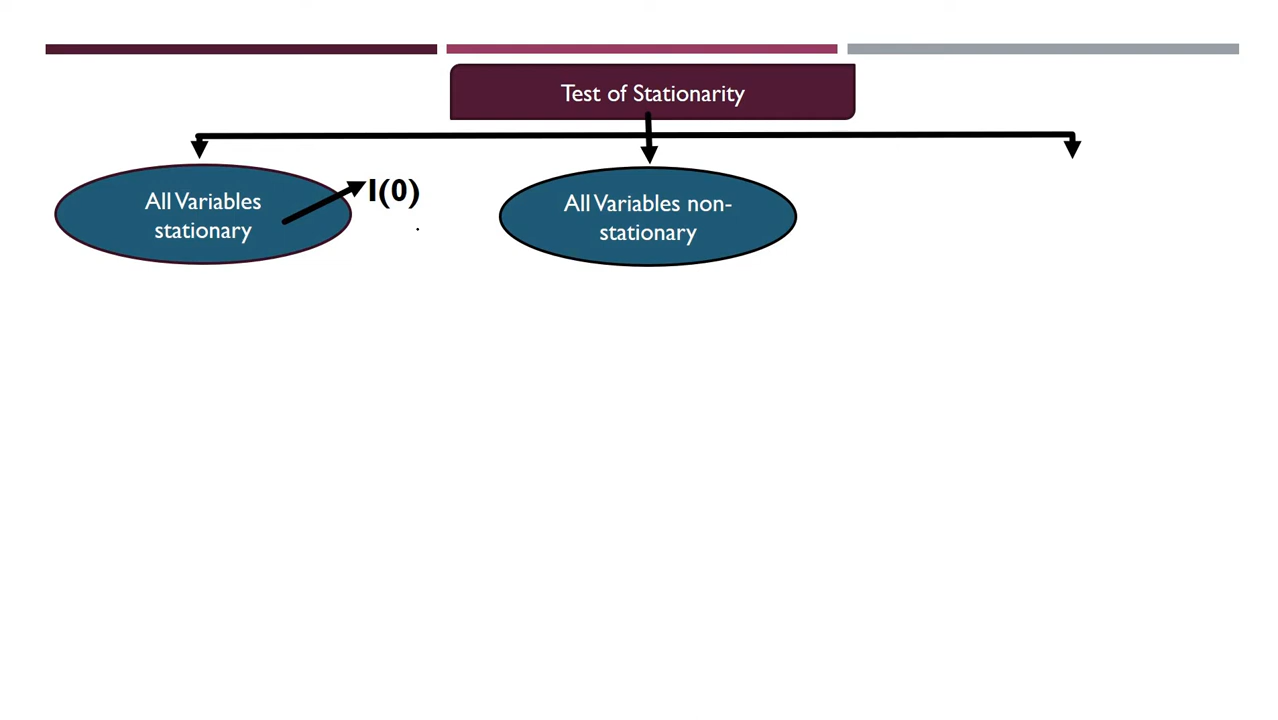 Test of Stationarity
All Variables
stationary
I(0)
All Variables non-
stationary